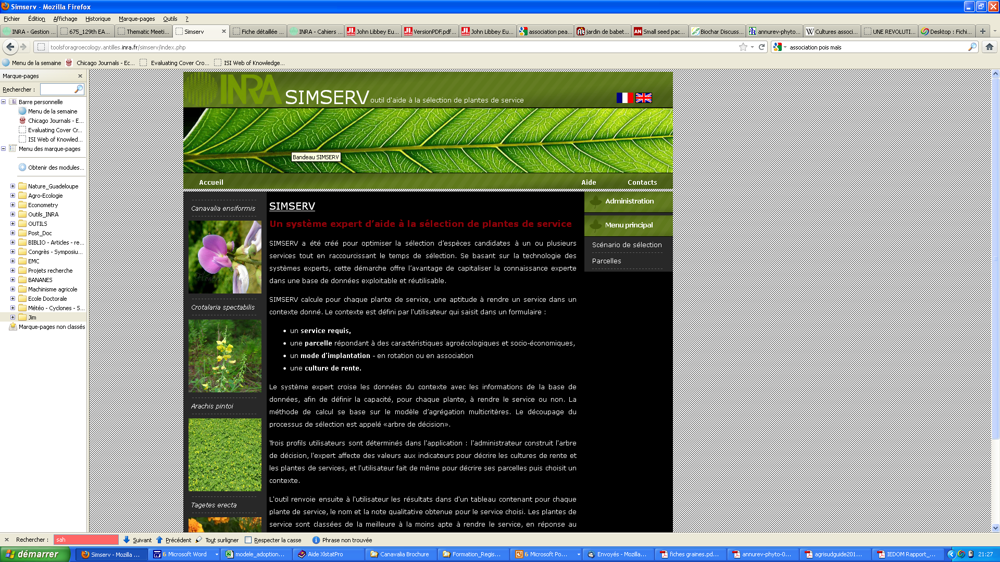 Simserv - Mozilla Firefox
Fichier Édition Affichage Historique Marque-pages Outils ?
INRA - Gestion ... 675_129th EA... Thematic Meeti... Simserv Fiche détaillée ... INRA - Cahiers ... John Libbey Eu... VersionPDF.pdf... John Libbey Eu... association pea... jardin de babet... Small seed pac... Biochar Discuss... annurev-phyto... Cultures associ... UNE REVOLUTI... Desktop : Fichi...
toolsforagroecology.antilles.inra.fr/simserv/index.php
association pois maïs
Menu de la semaine Chicago Journals - Ec... Evaluating Cover Cro... ISI Web of Knowledge...
Marque-pages
Rechercher :
Barre personnelle
Menu de la semaine
Chicago Journals - E...
Evaluating Cover Cr...
ISI Web of Knowled...
Menu des marque-pages
Obtenir des modules...
Nature_Guadeloupe
Agro-Ecologie
Econometry
Outils_INRA
OUTILS
Post_Doc
BIBLIO - Articles - re...
Congrès - Symposiu...
EMC
Projets recherche
BANANES
Machinisme agricole
Ecole Doctorale
Météo - Cyclones - S...
Jim
Marque-pages non classés
INRA SIMSERV outil d'aide à la sélection de plantes de service
Bandeau SIMSERV
Accueil Aide Contacts
Canavalia ensiformis
Crotalaria spectabilis
Arachis pintoi
Tagetes erecta
SIMSERV
Un système expert d’aide à la sélection de plantes de service
SIMSERV a été créé pour optimiser la sélection d’espèces candidates à un ou plusieurs
services tout en raccourcissant le temps de sélection. Se basant sur la technologie des
systèmes experts, cette démarche offre l’avantage de capitaliser la connaissance experte
dans une base de données exploitable et réutilisable.
SIMSERV calcule pour chaque plante de service, une aptitude à rendre un service dans un
contexte donné. Le contexte est défini par l'utilisateur qui saisit dans un formulaire :
• un service requis,
• une parcelle répondant à des caractéristiques agroécologiques et socio-économiques,
• un mode d’implantation - en rotation ou en association
• une culture de rente.
Le système expert croise les données du contexte avec les informations de la base de
données, afin de définir la capacité, pour chaque plante, à rendre le service ou non. La
méthode de calcul se base sur le modèle d’agrégation multicritères. Le découpage du
processus de sélection est appelé «arbre de décision».
Trois profils utilisateurs sont déterminés dans l'application : l'administrateur construit l'arbre
de décision, l'expert affecte des valeurs aux indicateurs pour décrire les cultures de rente et
les plantes de services, et l'utilisateur fait de même pour décrire ses parcelles puis choisit un
contexte.
L'outil renvoie ensuite à l'utilisateur les résultats dans d'un tableau contenant pour chaque
plante de service, le nom et la note qualitative obtenue pour le service choisi. Les plantes de
service sont classées de la meilleure à la moins apte à rendre le service, en réponse au
Administration
Menu principal
Scénario de sélection
Parcelles
Rechercher : sah Suivant Précédent Tout surligner Respecter la casse Phrase non trouvée
démarrer Simserv - Mozilla ... 6 Microsoft Word modele_adoption... Aide XlstatPro Canavalia Brochure Formation_Regis... 6 Microsoft Po... Envoyés - Mozilla... fiches graines.pd... annurev-phyto-0... agrisudguide201... IEDOM Rapport_... 21:27